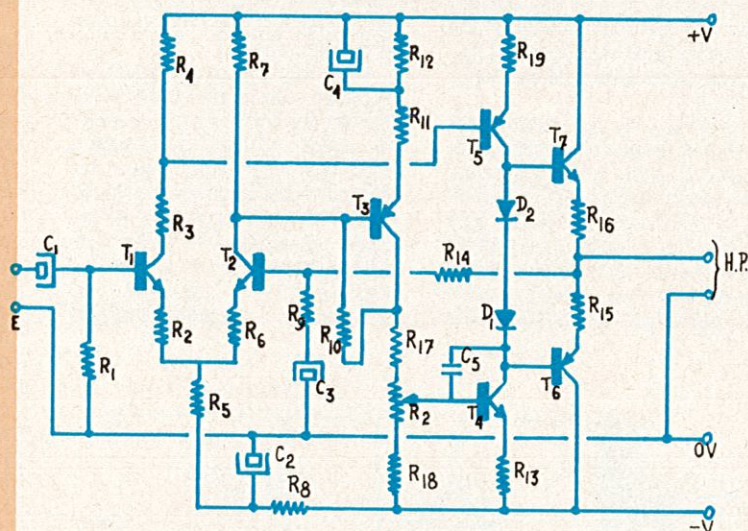 +V
R4
R7
C4
R12
R19
R11
T5
T7
R3
T3
D2
R16
C1
T1
T2
R14
H.P.
E
R2
R6
R9
R10
D1
R15
R1
R17
C5
T6
C3
R5
R2
T4
0V
C2
R8
R18
R13
-V